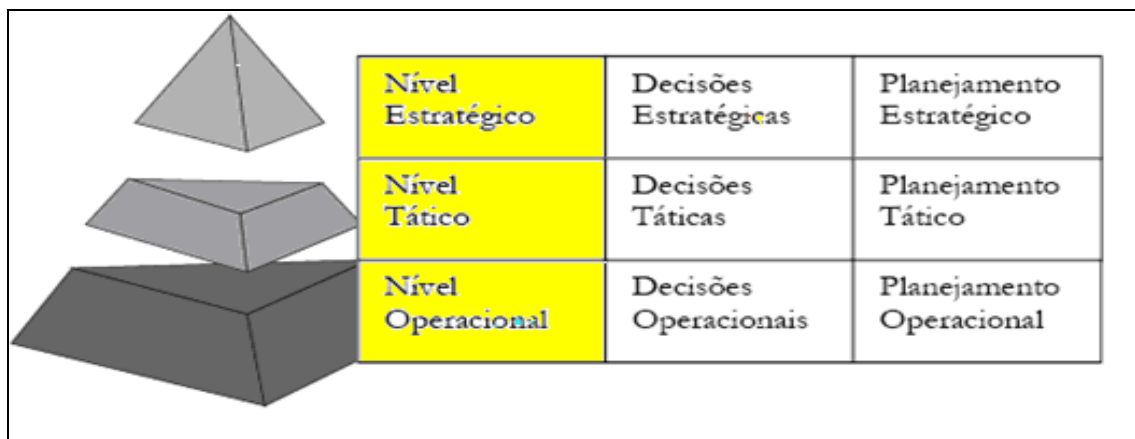 Nível
Estratégico
Decisões
Estratégicas
Planejamento
Estratégico
Nível
Tático
Decisões
Táticas
Planejamento
Tático
Nível
Operacional
Decisões
Operacionais
Planejamento
Operacional